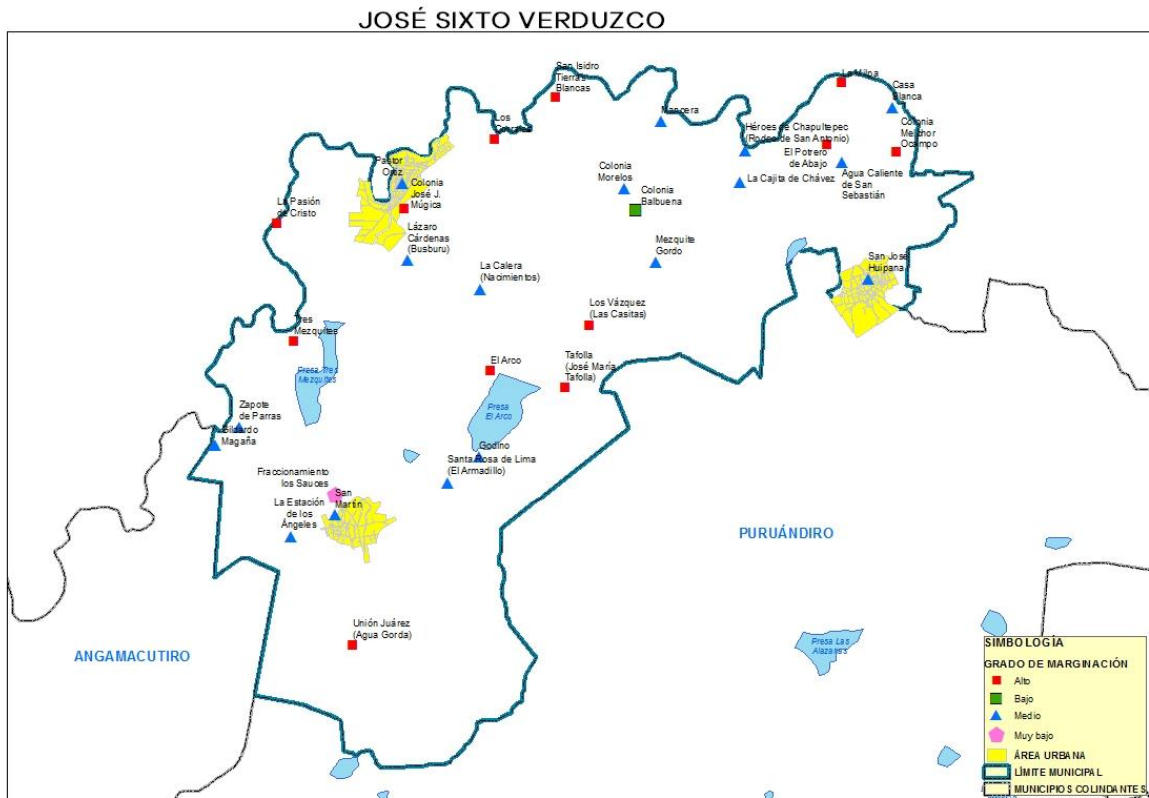 JOSÉ SIXTO VERDUZCO
San Isidro
Tierras
Blancas
La Milpa
Casa
Blanca
Los
Corrales
Mancera
Héroes de Chapultepec
(Rodeo de San Antonio)
El Potrero
de Abajo
Colonia
Melchor
Ocampo
Pastor
Ortiz
Colonia
José J.
Múgica
Colonia
Morelos
Colonia
Balbuena
La Cajita de Chávez
Agua Caliente
de San
Sebastián
La Pasión
de Cristo
Lázaro
Cárdenas
(Busburu)
Mezquite
Gordo
San José
Huipana
La Calera
(Nacimientos)
Los Vázquez
(Las Casitas)
Tres
Mezquites
Presa Tres
Mezquites
El Arco
Tafolla
(José María
Tafolla)
Presa
El Arco
Zapote
de Parras
Gildardo
Magaña
Godino
Santa Rosa de Lima
(El Armadillo)
Fraccionamiento
los Sauces
San
Martín
La Estación
de los
Ángeles
PURUÁNDIRO
Unión Juárez
(Agua Gorda)
ANGAMACUTIRO
Presa Las
SIMBOLOGÍA
GRADO DE MARGINACIÓN
Alto
Bajo
Medio
Muy bajo
ÁREA URBANA
LÍMITE MUNICIPAL
MUNICIPIOS COLINDANTES